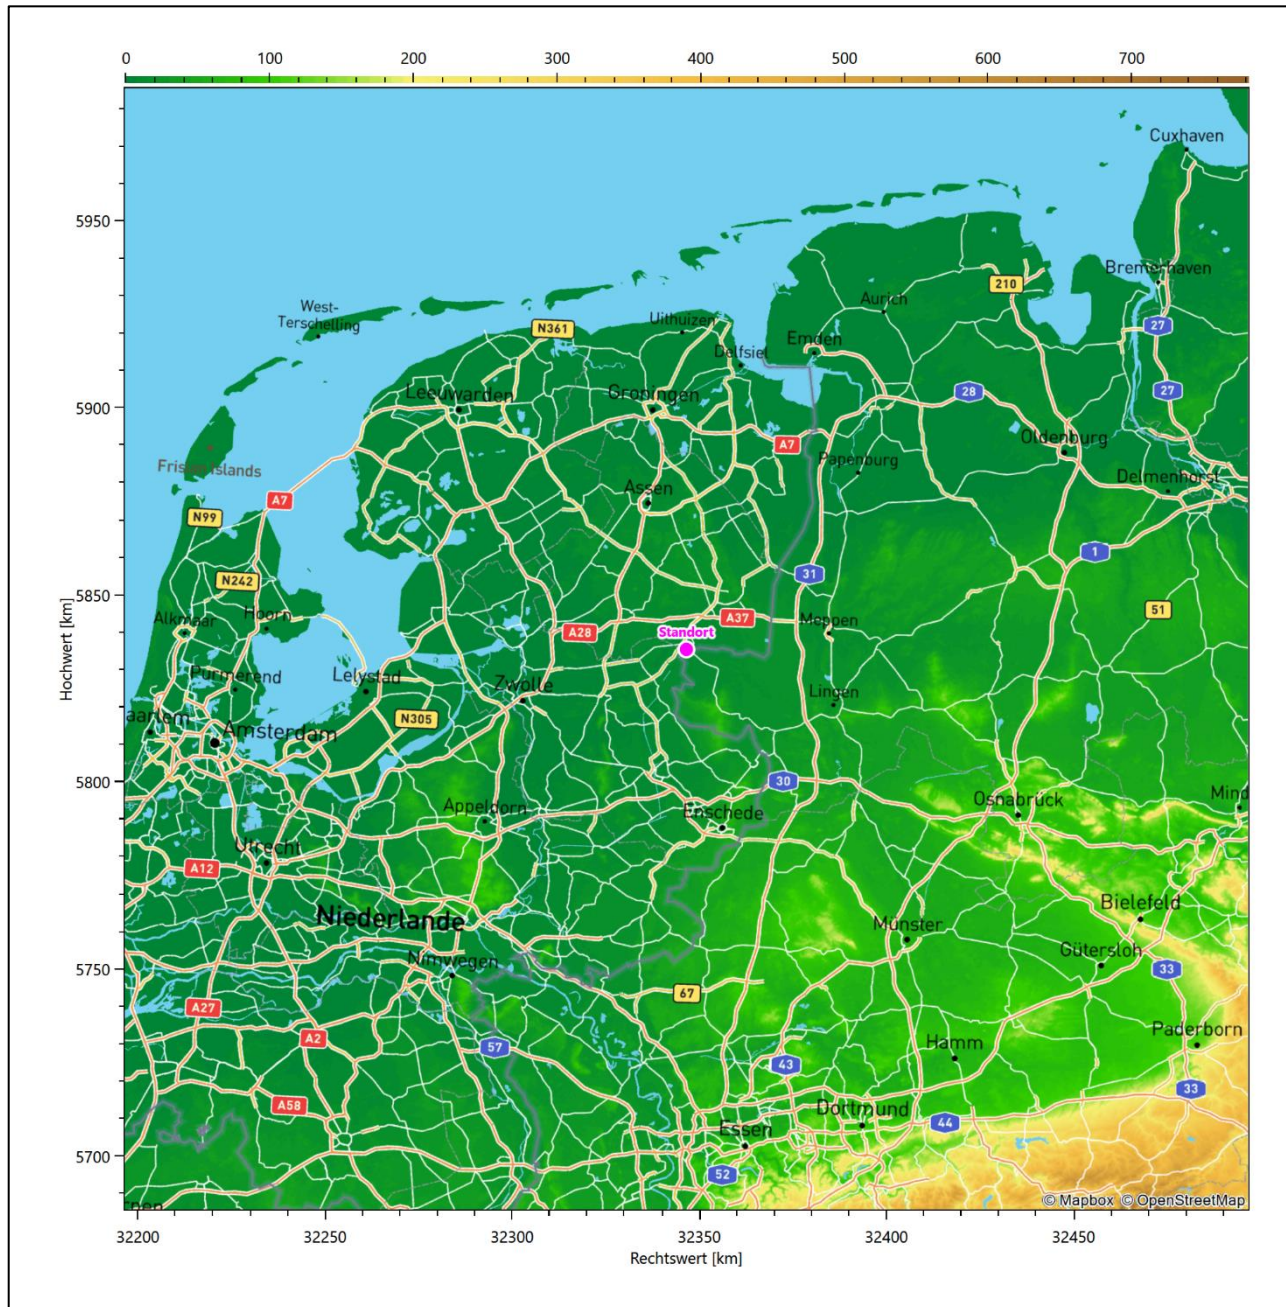 0 100 200 300 400 500 600 700
Cuxhaven
5950
Bremerhaven
210
Aurich
West-
Terschelling
N361
Uithuizen
27
Emden
Delfsiel
Leeuwarden
Groningen
28
27
5900
A7
Oldenburg
Papenburg
Frisian Islands
Delmenhorst
Assen
A7
N99
1
31
N242
5850
51
Alkmaar
Hoorn
A37
Meppen
A28
Standort
Purmerend
Lelystad
Zwolle
Lingen
aarlem
N305
Amsterdam
5800
30
Appeldorn
Enschede
Osnabrück
Mind
Utrecht
A12
Niederlande
Bielefeld
Münster
Gütersloh
Nimwegen
5750
33
67
A27
A2
Paderborn
Hamm
57
43
33
A58
Dortmund
44
Essen
5700
52
© Mapbox © OpenStreetMap
32200 32250 32300 32350 32400 32450
Rechtswert [km]
Hochwert [km]